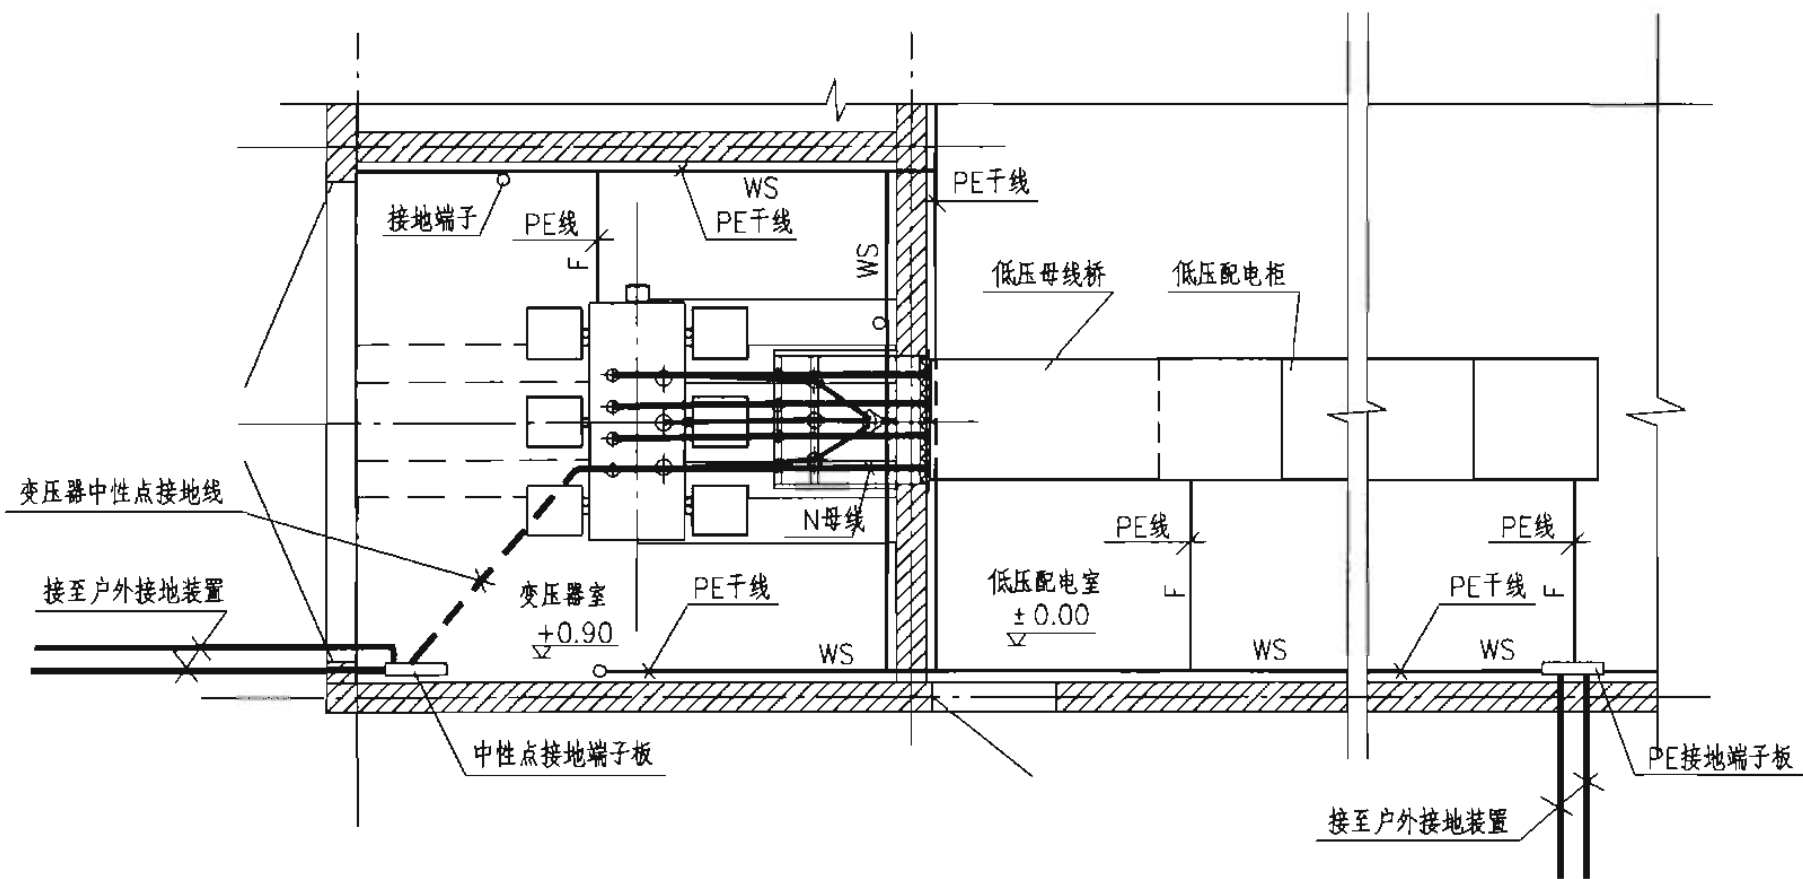 WS
PE干线
PE干线
接地端子
PE线
F
PE干线
WS
低压母线桥
低压配电柜
变压器中性点接地线
N母线
PE线
PE线
接至户外接地装置
变压器室
+0.90
PE干线
低压配电室
±0.00
F
PE干线
F
WS
WS
WS
中性点接地端子板
PE接地端子板
接至户外接地装置